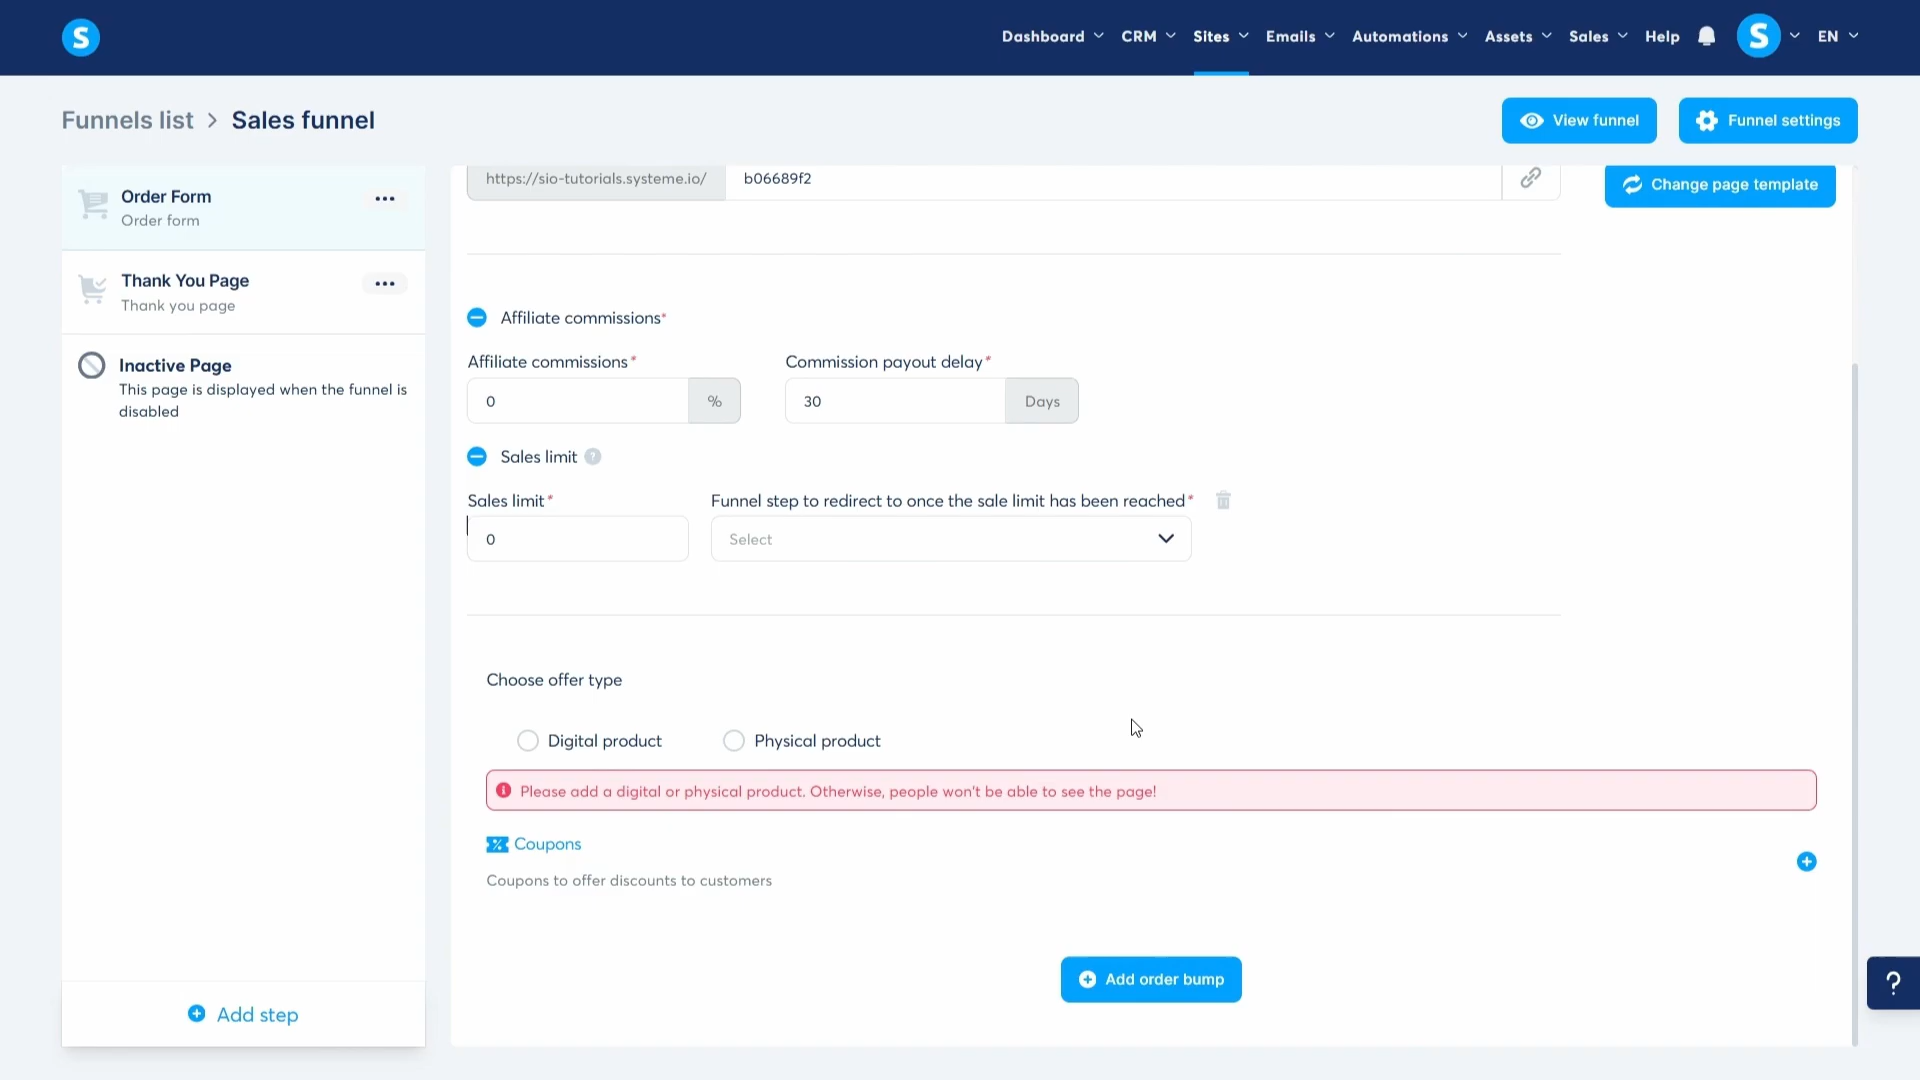 S
Dashboard CRM Sites Emails Automations Assets Sales Help S EN
Funnels list > Sales funnel
View funnel
Funnel settings
Order Form
Order form
Thank You Page
Thank you page
Inactive Page
This page is displayed when the funnel is
disabled
Add step
https://sio-tutorials.systeme.io/ b06689f2
Change page template
Affiliate commissions*
Affiliate commissions* Commission payout delay*
0 % 30 Days
Sales limit ?
Sales limit* Funnel step to redirect to once the sale limit has been reached*
0 Select
Choose offer type
Digital product Physical product
Please add a digital or physical product. Otherwise, people won't be able to see the page!
Coupons
Coupons to offer discounts to customers
Add order bump
?